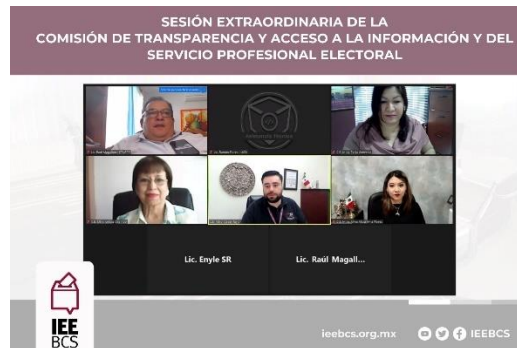 SESIÓN EXTRAORDINARIA DE LA
COMISIÓN DE TRANSPARENCIA Y ACCESO A LA INFORMACIÓN Y DEL
SERVICIO PROFESIONAL ELECTORAL
Lic. Enyle SR
Lic. Raúl Magall...
IEE
BCS
ieebcs.org.mx
IEEBCS